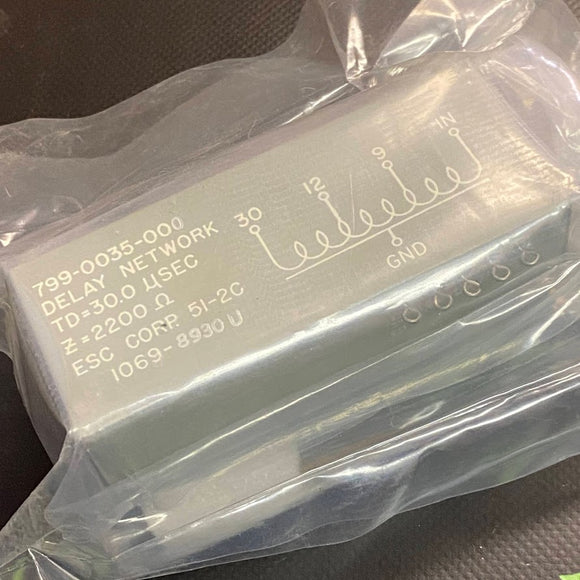 799-0035-000
DELAY NETWORK
TD=30.0 μSEC
Z=2200 Ω
ESC CORP. 51-2C
1069-8930 U
30 12 9 IN
GND